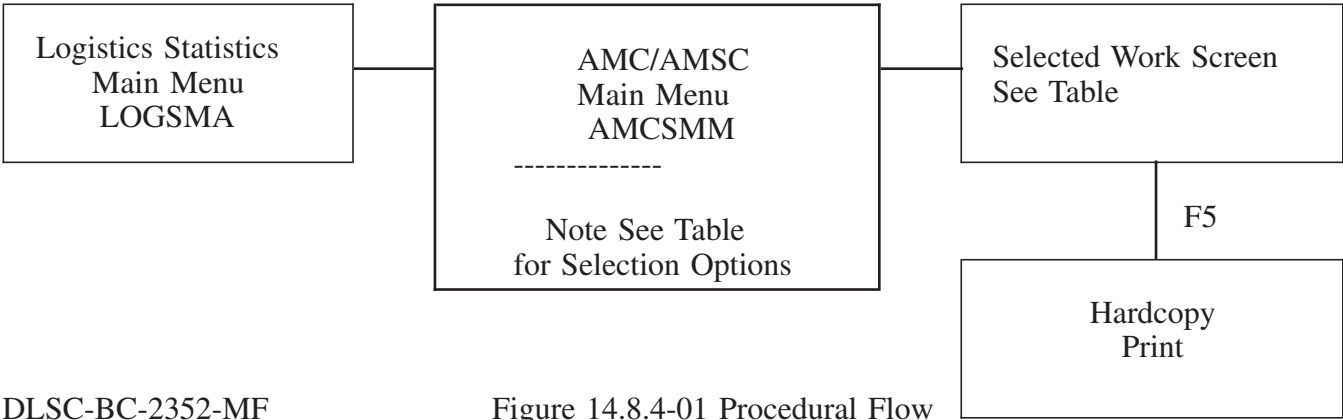 Logistics Statistics
Main Menu
LOGSMA
AMC/AMSC
Main Menu
AMCSMM
--------------
Note See Table
for Selection Options
Selected Work Screen
See Table
F5
Hardcopy
Print
DLSC-BC-2352-MF
Figure 14.8.4-01 Procedural Flow